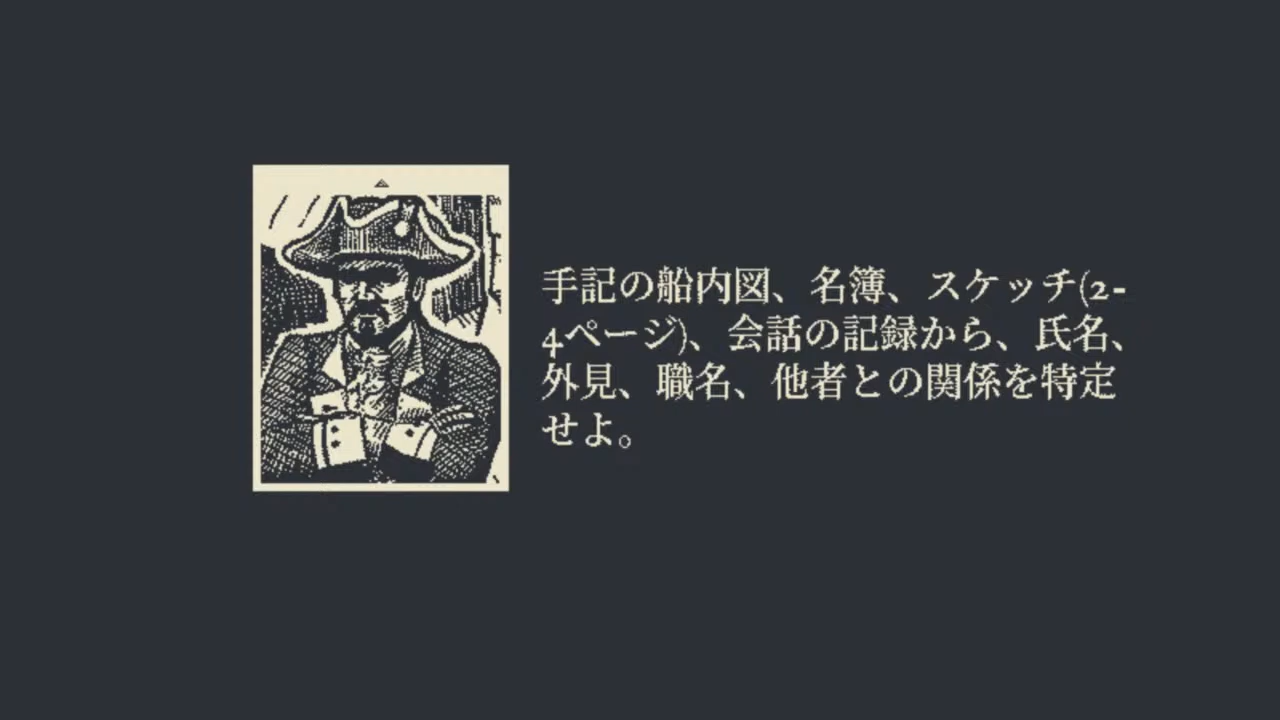 手記の船内図、名簿、スケッチ(2-
4ページ)、会話の記録から、氏名、
外見、職名、他者との関係を特定
せよ。